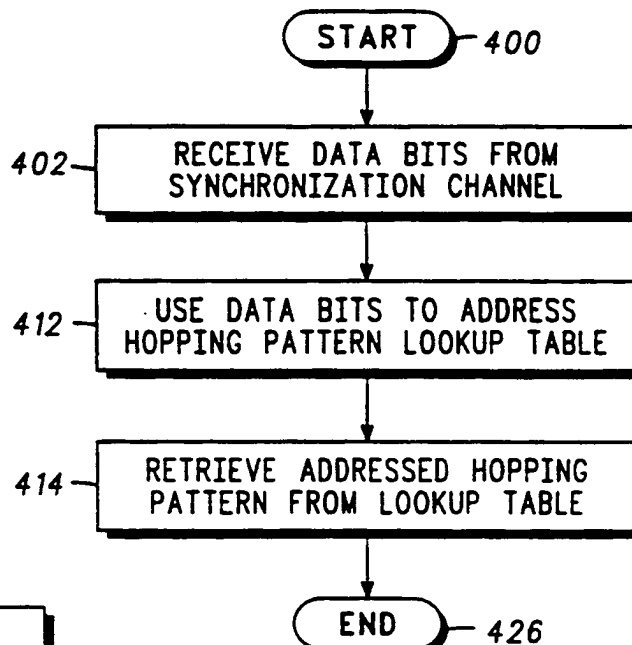 START 400
402 RECEIVE DATA BITS FROM
SYNCHRONIZATION CHANNEL
412 USE DATA BITS TO ADDRESS
HOPPING PATTERN LOOKUP TABLE
414 RETRIEVE ADDRESSED HOPPING
PATTERN FROM LOOKUP TABLE
END 426